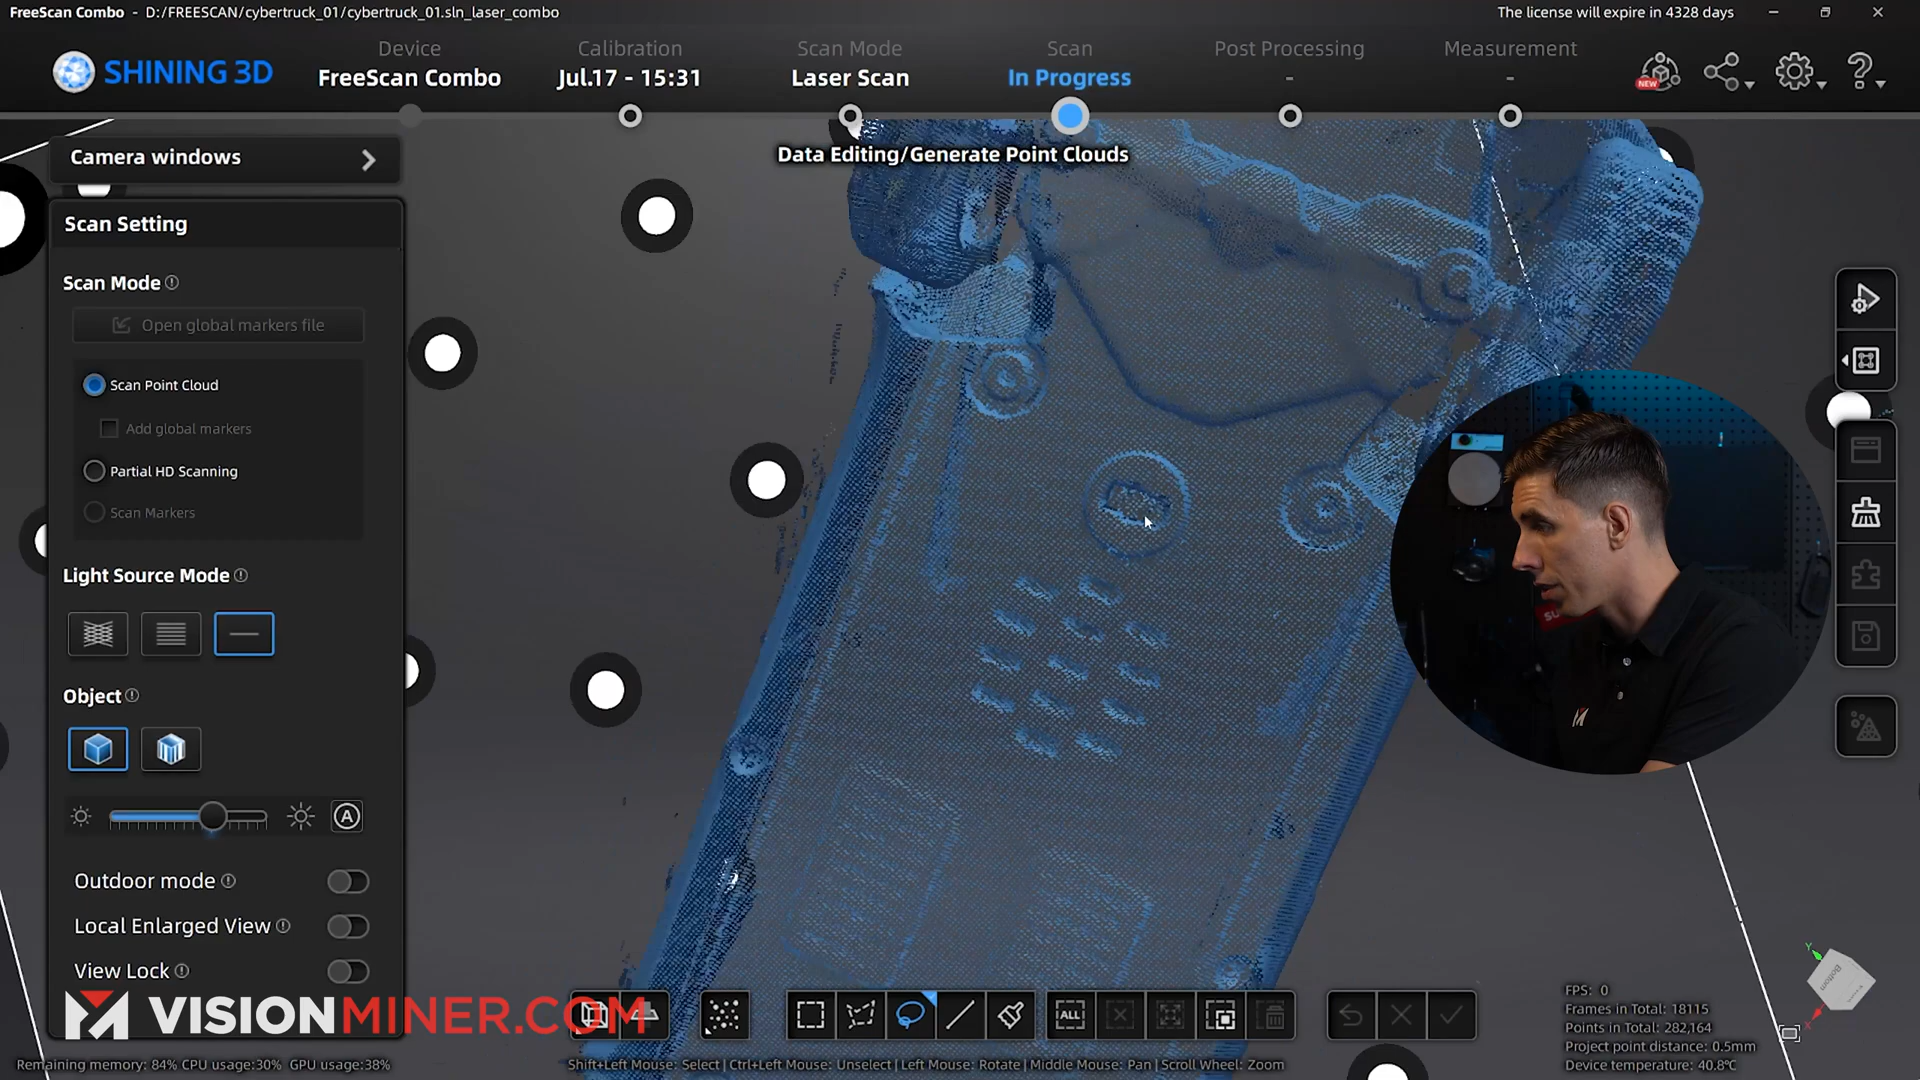 FreeScan Combo - D:/FREESCAN/cybertruck_01/cybertruck_01.sln_laser_combo
The license will expire in 4328 days
SHINING 3D
Device
FreeScan Combo
Calibration
Jul.17 - 15:31
Scan Mode
Laser Scan
Scan
In Progress
Post Processing
-
Measurement
-
NEW
Data Editing/Generate Point Clouds
Camera windows
Scan Setting
Scan Mode
Open global markers file
Scan Point Cloud
Add global markers
Partial HD Scanning
Scan Markers
Light Source Mode
Object
A
Outdoor mode
Local Enlarged View
View Lock
VISIONMINER.COM
ALL
Y
Bottom
X
FPS: 0
Frames in Total: 18115
Points in Total: 282,164
Project point distance: 0.5mm
Device temperature: 40.8℃
Remaining memory: 84% CPU usage:30% GPU usage:38%
Shift+Left Mouse: Select | Ctrl+Left Mouse: Unselect | Left Mouse: Rotate | Middle Mouse: Pan | Scroll Wheel: Zoom